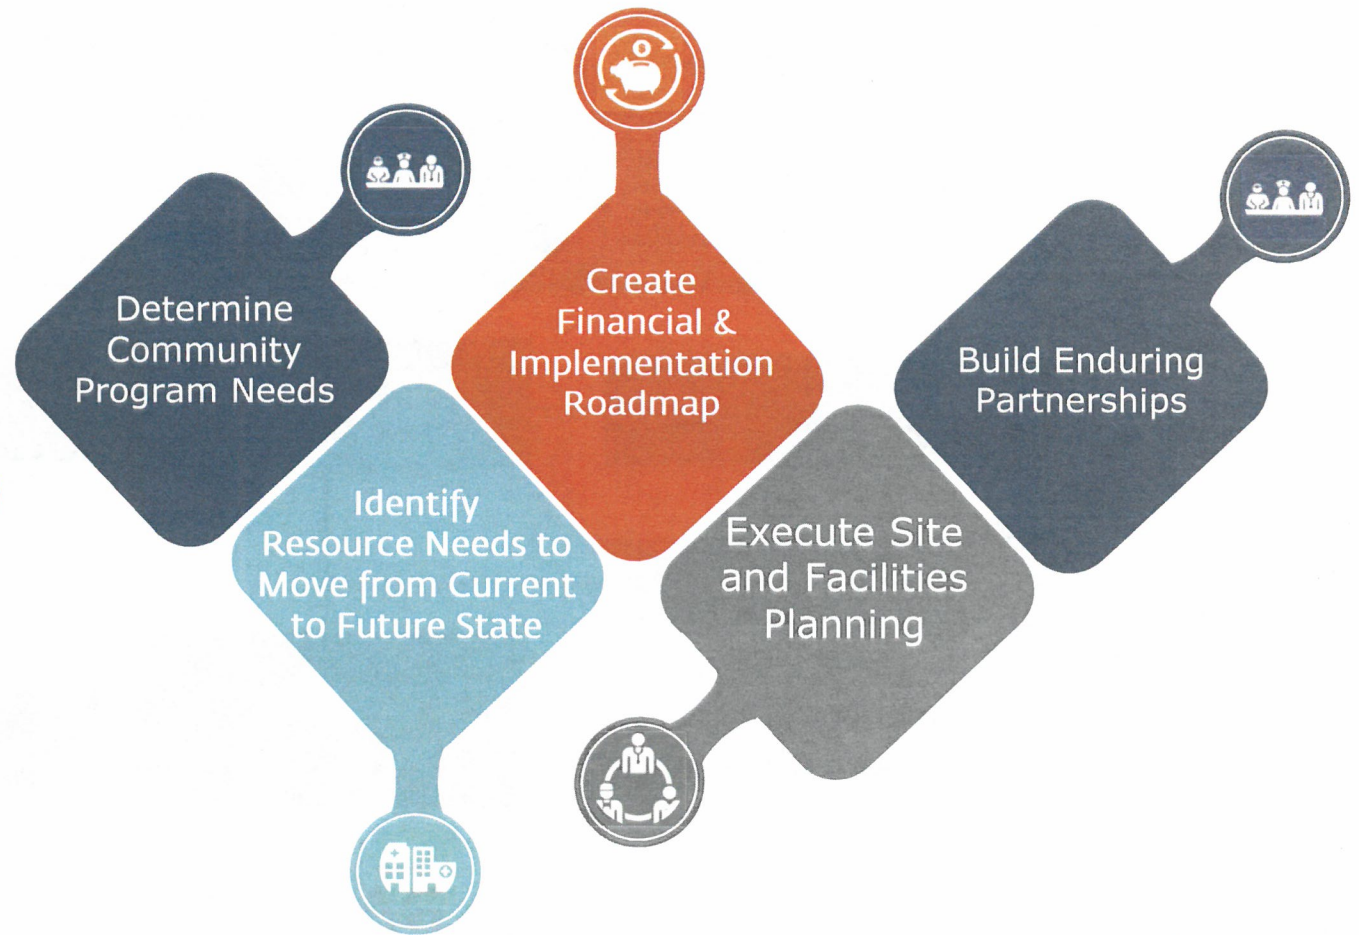 Determine
Community
Program Needs
Identify
Resource Needs to
Move from Current
to Future State
Create
Financial &
Implementation
Roadmap
Execute Site
and Facilities
Planning
Build Enduring
Partnerships